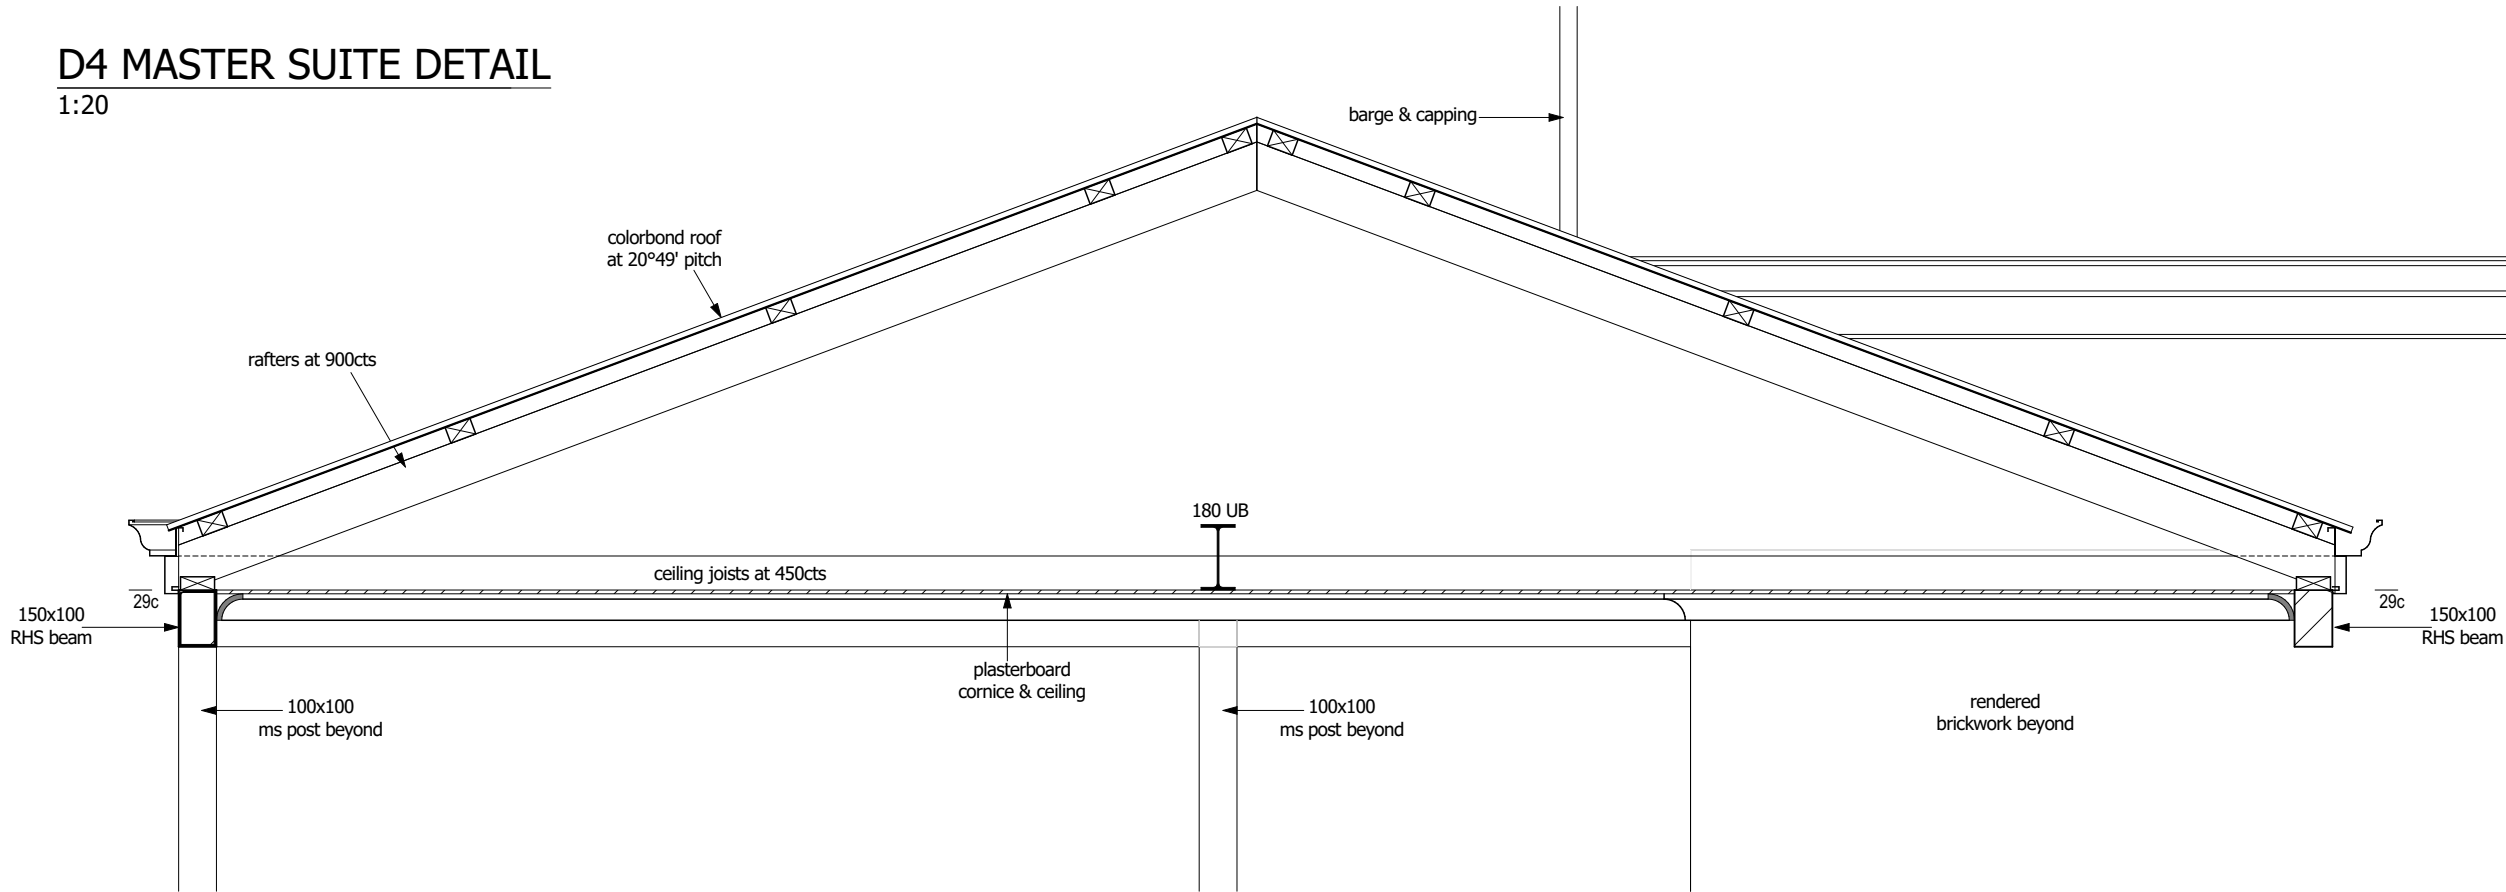 D4 MASTER SUITE DETAIL
1:20
barge & capping
colorbond roof
at 20°49' pitch
rafters at 900cts
180 UB
ceiling joists at 450cts
29c
29c
150x100
RHS beam
150x100
RHS beam
plasterboard
cornice & ceiling
100x100
ms post beyond
100x100
ms post beyond
rendered
brickwork beyond